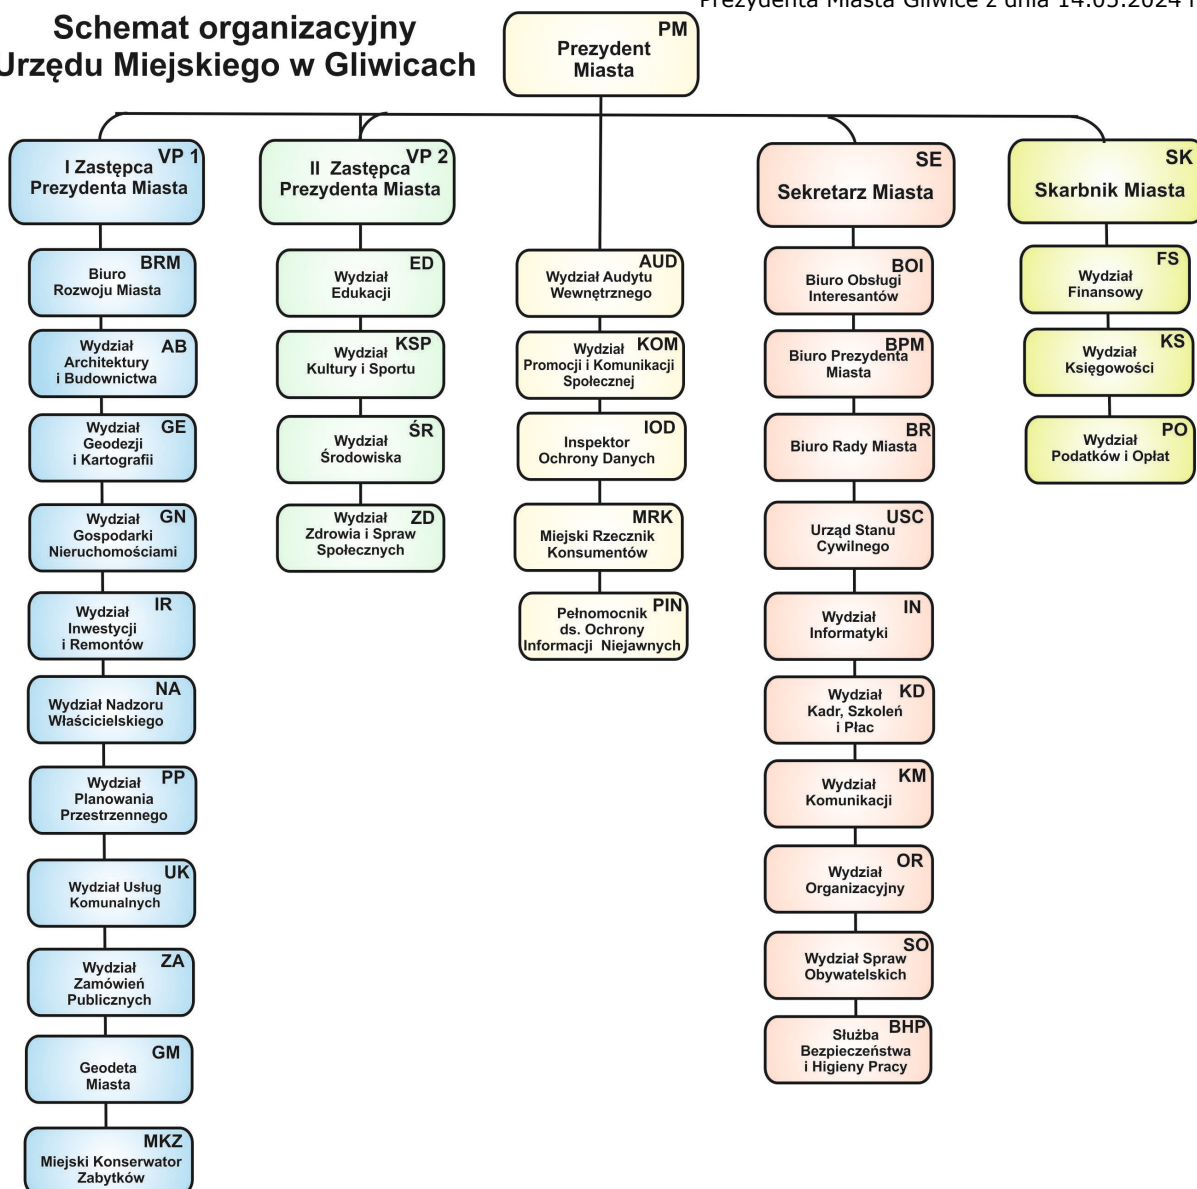 Prezydenta Miasta Gliwice z dnia 14.05.2024 r
Schemat organizacyjny
Urzędu Miejskiego w Gliwicach
PM
Prezydent
Miasta
VP 1
I Zastępca
Prezydenta Miasta
BRM
Biuro
Rozwoju Miasta
AB
Wydział
Architektury
i Budownictwa
GE
Wydział
Geodezji
i Kartografii
GN
Wydział
Gospodarki
Nieruchomościami
IR
Wydział
Inwestycji
i Remontów
NA
Wydział Nadzoru
Właścicielskiego
PP
Wydział
Planowania
Przestrzennego
UK
Wydział Usług
Komunalnych
ZA
Wydział
Zamówień
Publicznych
GM
Geodeta
Miasta
MKZ
Miejski Konserwator
Zabytków
VP 2
II Zastępca
Prezydenta Miasta
ED
Wydział
Edukacji
KSP
Wydział
Kultury i Sportu
ŚR
Wydział
Środowiska
ZD
Wydział
Zdrowia i Spraw
Społecznych
AUD
Wydział Audytu
Wewnętrznego
KOM
Wydział
Promocji i Komunikacji
Społecznej
IOD
Inspektor
Ochrony Danych
MRK
Miejski Rzecznik
Konsumentów
PIN
Pełnomocnik
ds. Ochrony
Informacji Niejawnych
SE
Sekretarz Miasta
BOI
Biuro Obsługi
Interesantów
BPM
Biuro Prezydenta
Miasta
BR
Biuro Rady Miasta
USC
Urząd Stanu
Cywilnego
IN
Wydział
Informatyki
KD
Wydział
Kadr, Szkoleń
i Płac
KM
Wydział
Komunikacji
OR
Wydział
Organizacyjny
SO
Wydział Spraw
Obywatelskich
BHP
Służba
Bezpieczeństwa
i Higieny Pracy
SK
Skarbnik Miasta
FS
Wydział
Finansowy
KS
Wydział
Księgowości
PO
Wydział
Podatków i Opłat